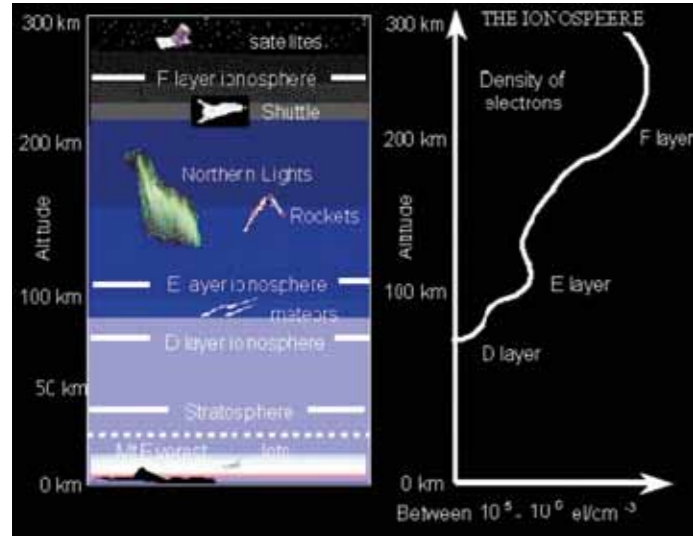 300 km
satelites
F layer ionosphere
Shuttle
200 km
Northern Lights
Rockets
Altitude
E layer ionosphere
100 km
meteors
D layer ionosphere
50 km
Stratosphere
Mt Everest
Jets
0 km
THE IONOSPEERE
300 km
Density of
electrons
200 km
F layer
Altitude
100 km
E layer
D layer
0 km
Between 10⁵ - 10⁶ el/cm⁻³